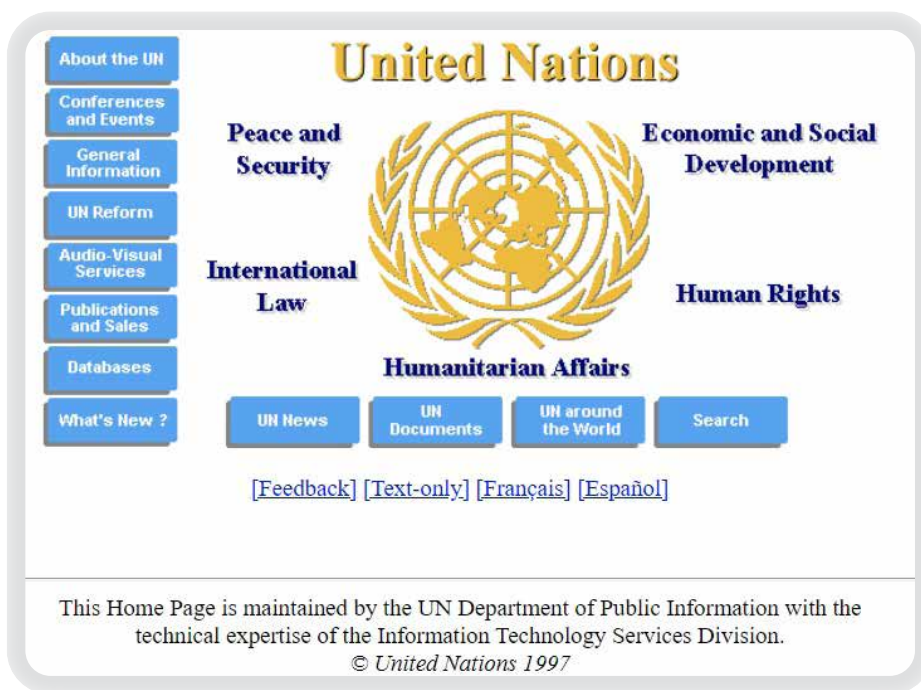 About the UN
Conferences
and Events
General
Information
UN Reform
Audio-Visual
Services
Publications
and Sales
Databases
What's New ?
United Nations
Peace and
Security
Economic and Social
Development
International
Law
Human Rights
Humanitarian Affairs
UN News
UN
Documents
UN around
the World
Search
[Feedback] [Text-only] [Français] [Español]
This Home Page is maintained by the UN Department of Public Information with the
technical expertise of the Information Technology Services Division.
© United Nations 1997